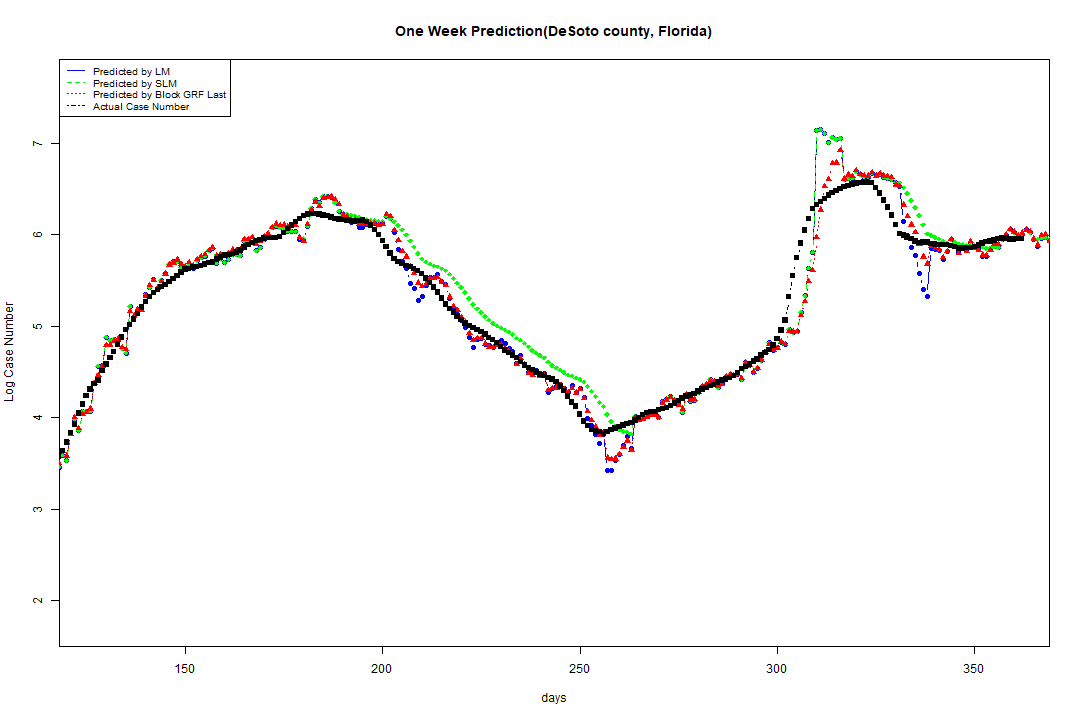 One Week Prediction(DeSoto county, Florida)
Predicted by LM
Predicted by SLM
Predicted by Block GRF Last
Actual Case Number
7
6
5
4
3
2
Log Case Number
150 200 250 300 350
days